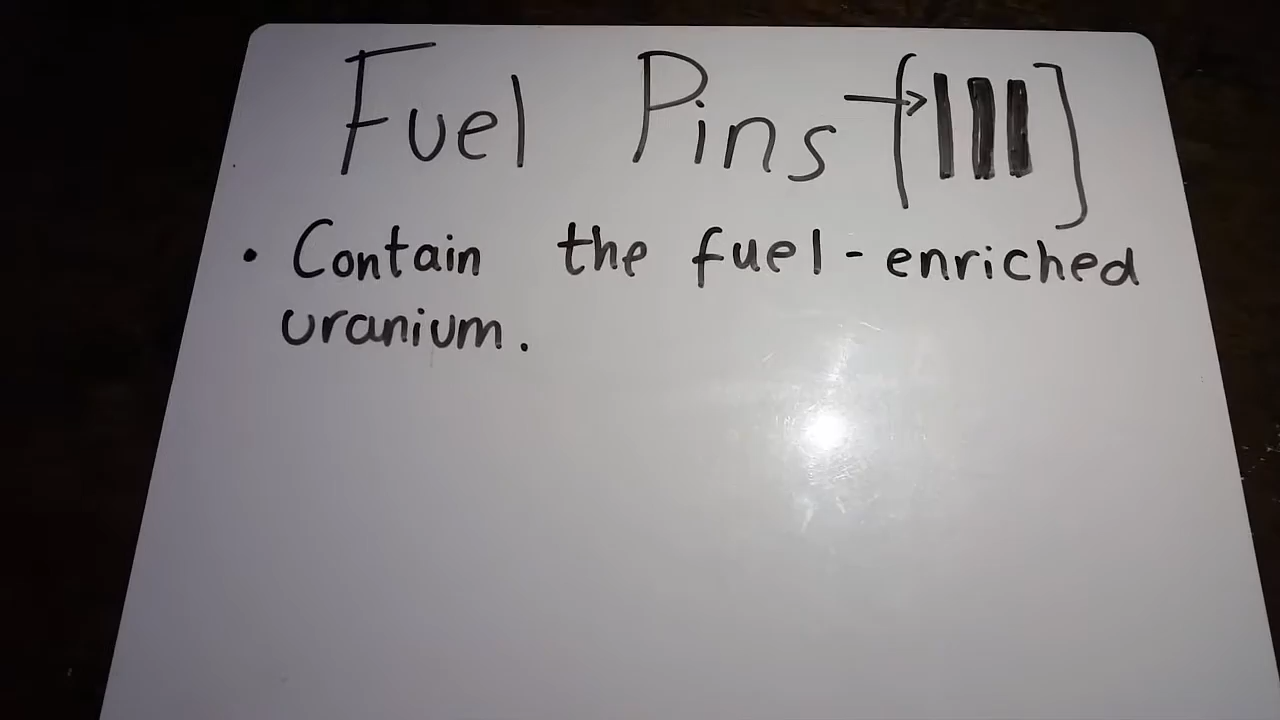 Fuel Pins
• Contain the fuel - enriched
uranium.